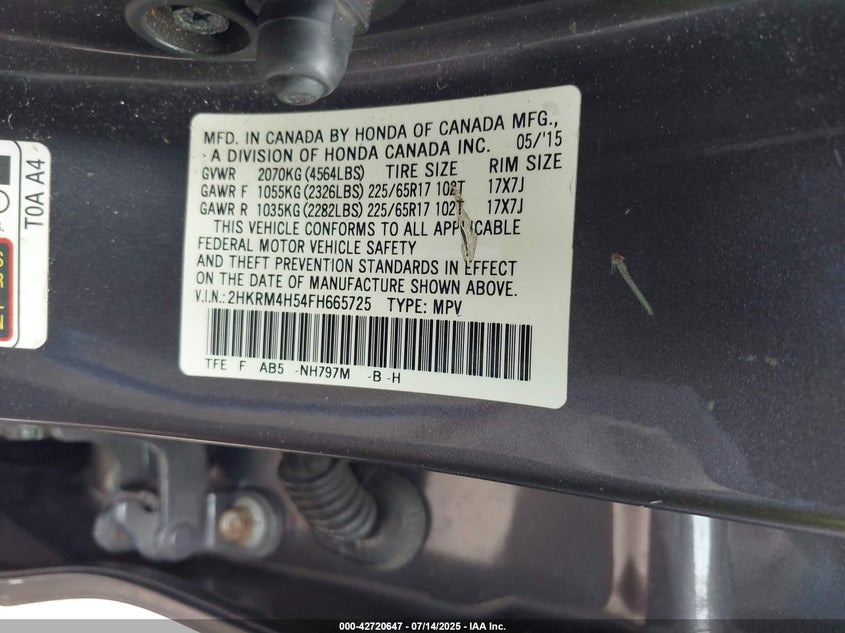 MFD. IN CANADA BY HONDA OF CANADA MFG.,
A DIVISION OF HONDA CANADA INC. 05/'15
GVWR 2070KG (4564LBS) TIRE SIZE RIM SIZE
GAWR F 1055KG (2326LBS) 225/65R17 102T 17X7J
GAWR R 1035KG (2282LBS) 225/65R17 102T 17X7J
THIS VEHICLE CONFORMS TO ALL APPLICABLE
FEDERAL MOTOR VEHICLE SAFETY
AND THEFT PREVENTION STANDARDS IN EFFECT
ON THE DATE OF MANUFACTURE SHOWN ABOVE.
V.I.N.: 2HKRM4H54FH665725 TYPE: MPV
TFE F AB5 -NH797M -B -H
T0A A4
000-42720647 / 07/14/2025 - IAA Inc.